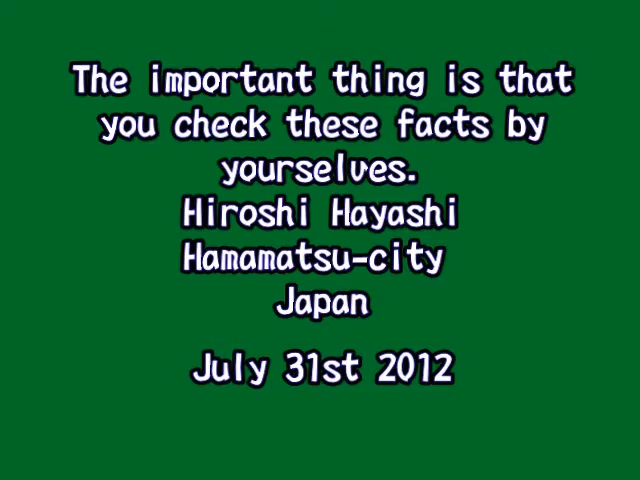 The important thing is that
you check these facts by
yourselves.
Hiroshi Hayashi
Hamamatsu-city
Japan
July 31st 2012